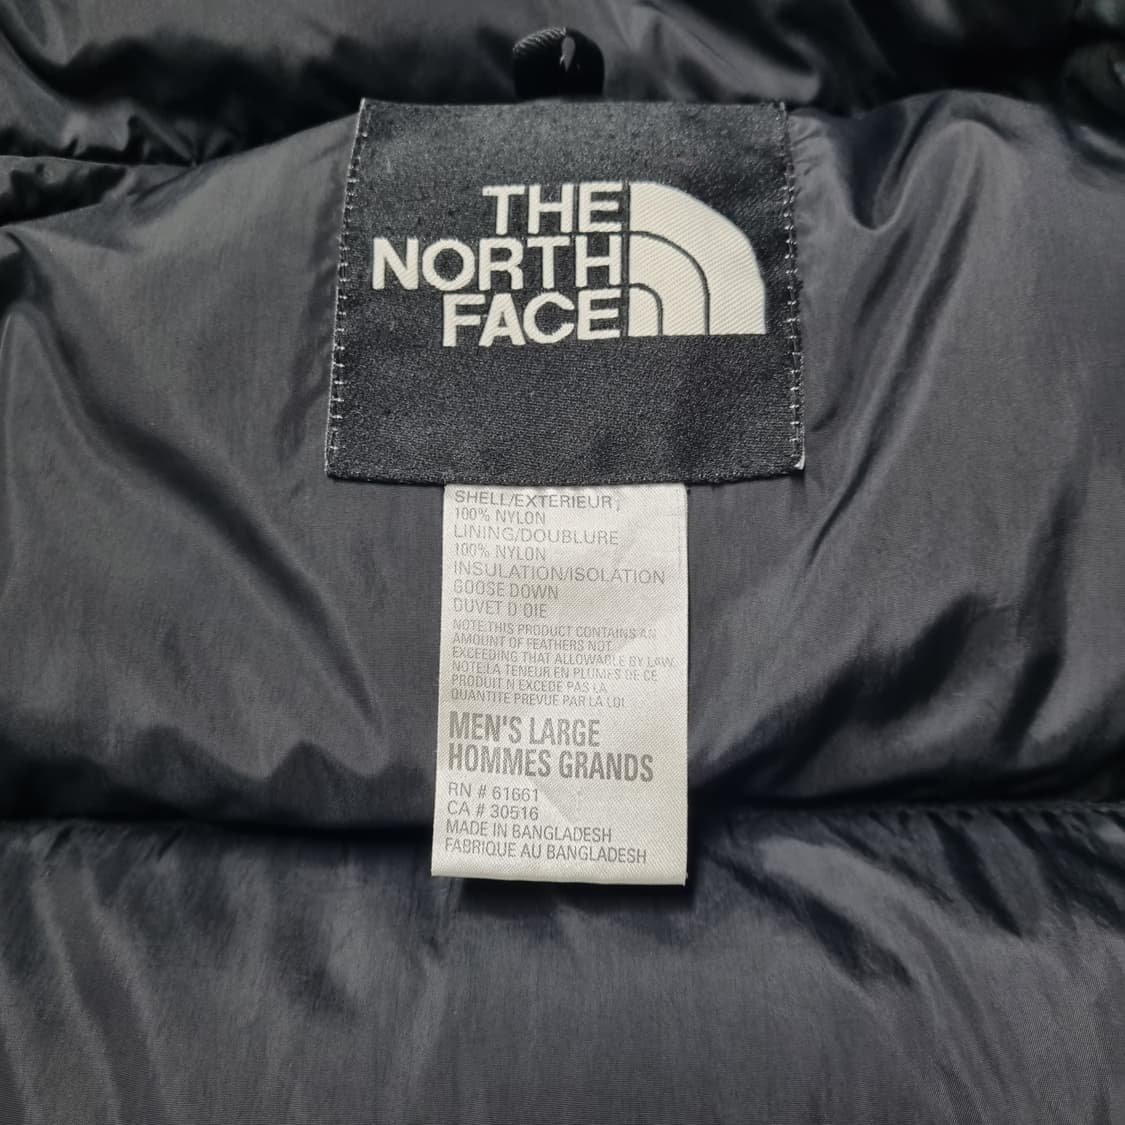 THE
NORTH
FACE
SHELL/EXTERIEUR;
100% NYLON
LINING/DOUBLURE
100% NYLON
INSULATION/ISOLATION
GOOSE DOWN
DUVET D'OIE
NOTE:THIS PRODUCT CONTAINS AN
AMOUNT OF FEATHERS NOT
EXCEEDING THAT ALLOWABLE BY LAW.
NOTE:LA TENEUR EN PLUMES DE CE
PRODUIT N EXCEDE PAS LA
QUANTITE PREVUE PAR LA LOI.
MEN'S LARGE
HOMMES GRANDS
RN # 61661
CA # 30516
MADE IN BANGLADESH
FABRIQUE AU BANGLADESH